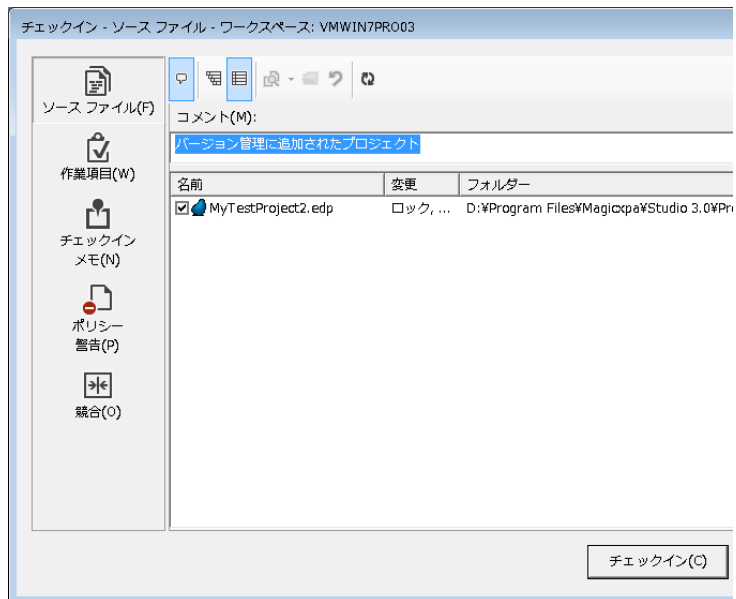 チェックイン - ソース ファイル - ワークスペース: VMWIN7PRO03
ソース ファイル(F)
作業項目(W)
チェックイン
メモ(N)
ポリシー
警告(P)
競合(O)
コメント(M):
バージョン管理に追加されたプロジェクト
名前 変更 フォルダー
MyTestProject2.edp ロック, ... D:¥Program Files¥Magicxpa¥Studio 3.0¥Pr
チェックイン(C)